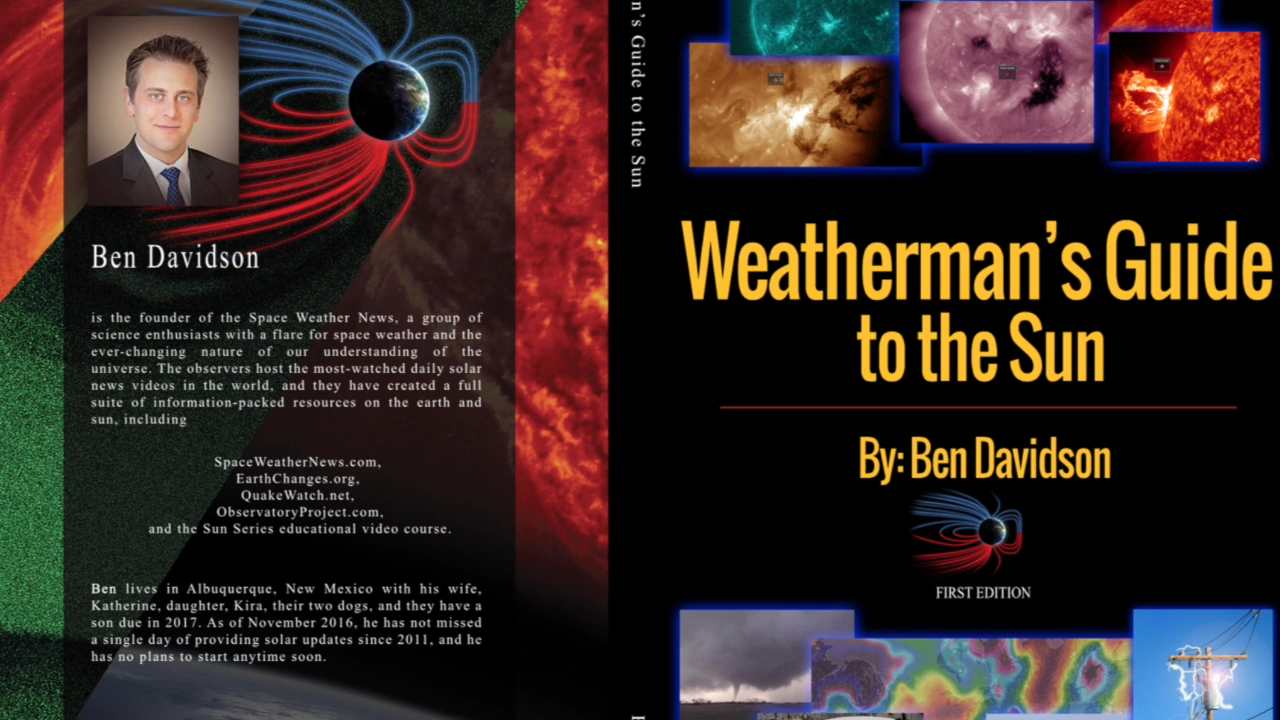 Ben Davidson
is the founder of the Space Weather News, a group of
science enthusiasts with a flare for space weather and the
ever-changing nature of our understanding of the
universe. The observers host the most-watched daily solar
news videos in the world, and they have created a full
suite of information-packed resources on the earth and
sun, including
SpaceWeatherNews.com,
EarthChanges.org,
QuakeWatch.net,
ObservatoryProject.com,
and the Sun Series educational video course.
Ben lives in Albuquerque, New Mexico with his wife,
Katherine, daughter, Kira, their two dogs, and they have a
son due in 2017. As of November 2016, he has not missed
a single day of providing solar updates since 2011, and he
has no plans to start anytime soon.
n's Guide to the Sun
Weatherman's Guide
to the Sun
By: Ben Davidson
FIRST EDITION